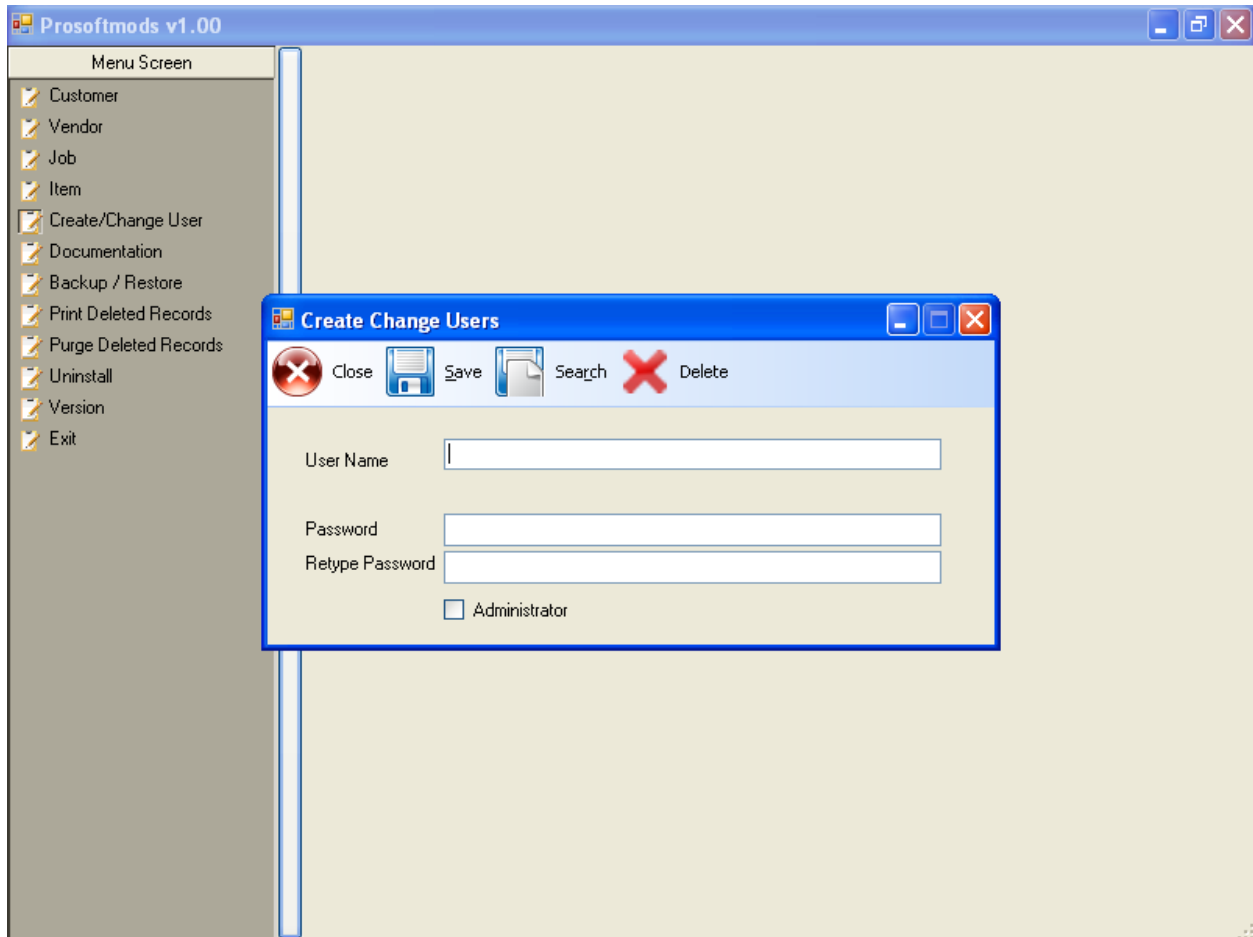 Prosoftmods v1.00
Menu Screen
Customer
Vendor
Job
Item
Create/Change User
Documentation
Backup / Restore
Print Deleted Records
Purge Deleted Records
Uninstall
Version
Exit
Create Change Users
Close Save Search Delete
User Name
Password
Retype Password
Administrator